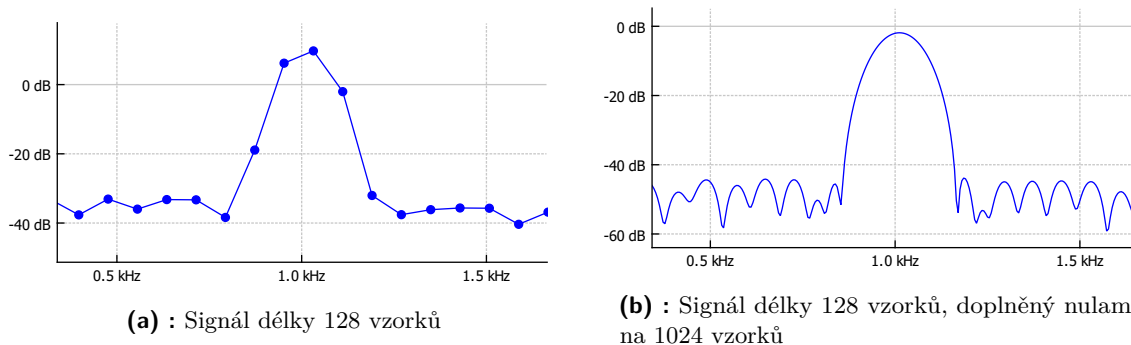 0 dB
-20 dB
-40 dB
0.5 kHz 1.0 kHz 1.5 kHz
(a) : Signál délky 128 vzorků
0 dB
-20 dB
-40 dB
-60 dB
0.5 kHz 1.0 kHz 1.5 kHz
(b) : Signál délky 128 vzorků, doplněný nulam
na 1024 vzorků